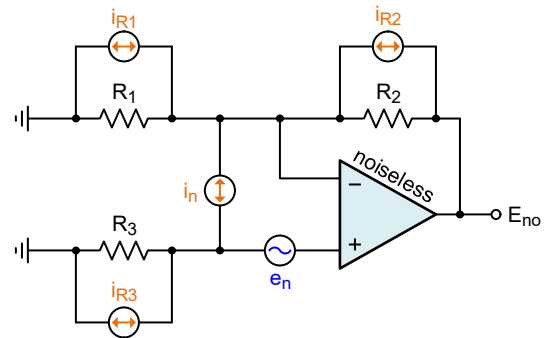 iR1
iR2
R1
R2
noiseless
in
−
+
Eno
R3
en
iR3